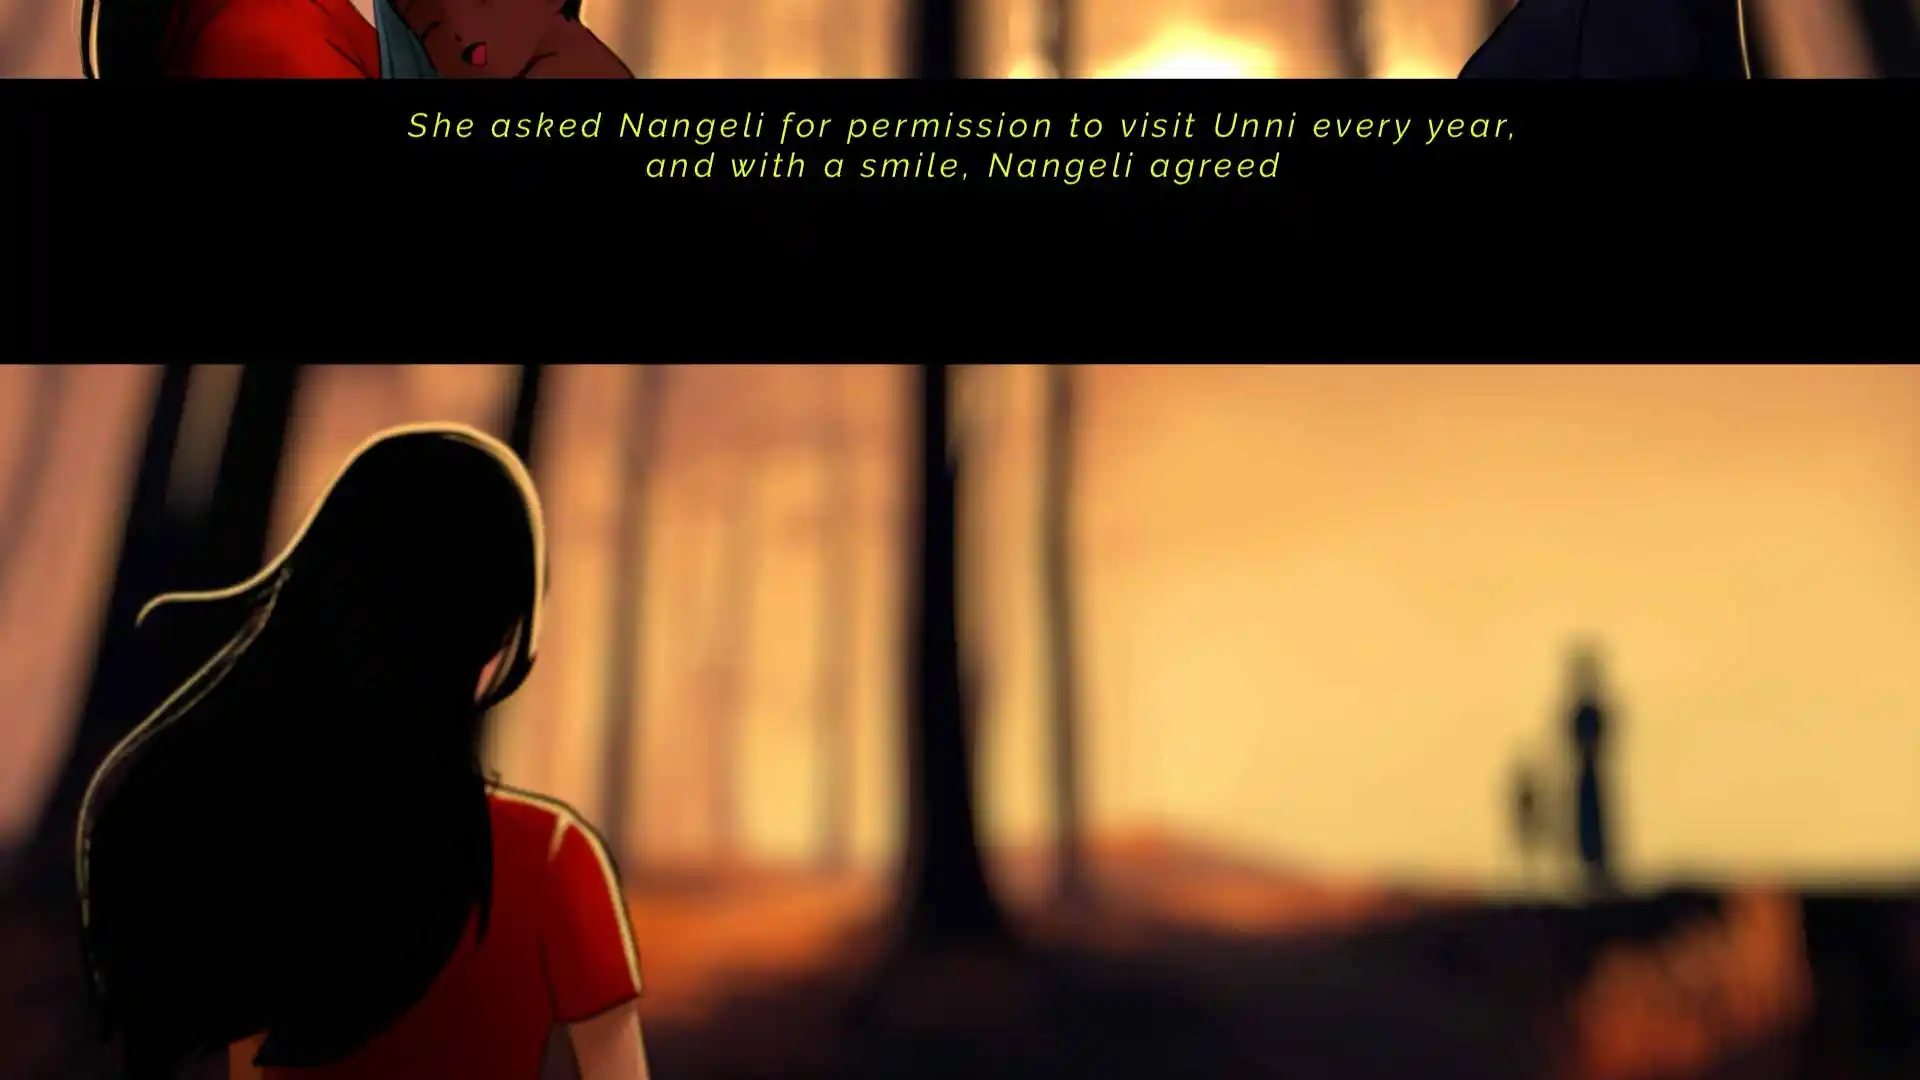 She asked Nangeli for permission to visit Unni every year,
and with a smile, Nangeli agreed